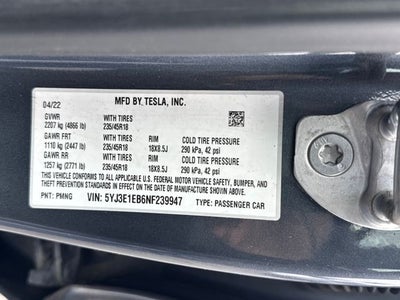 04/22 MFD BY TESLA, INC.
GVWR WITH TIRES
2207 kg (4866 lb) 235/45R18
GAWR FRT WITH TIRES RIM COLD TIRE PRESSURE
1110 kg (2447 lb) 235/45R18 18X8.5J 290 kPa, 42 psi
GAWR RR WITH TIRES RIM COLD TIRE PRESSURE
1257 kg (2771 lb) 235/45R18 18X8.5J 290 kPa, 42 psi
THIS VEHICLE CONFORMS TO ALL APPLICABLE
U.S. FEDERAL MOTOR VEHICLE SAFETY, BUMPER, AND
THEFT PREVENTION STANDARDS IN EFFECT ON THE
DATE OF MANUFACTURE SHOWN ABOVE.
PNT: PMNG VIN: 5YJ3E1EB6NF239947 TYPE: PASSENGER CAR